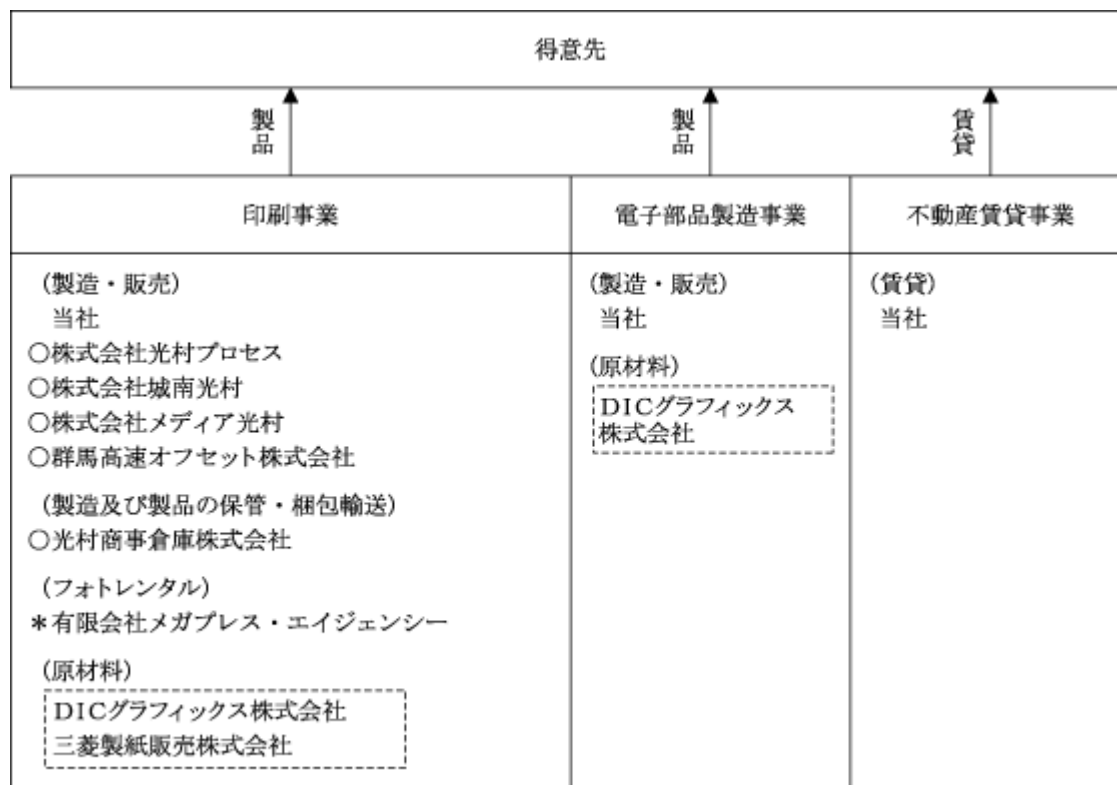 得意先
製品
製品
賃貸
印刷事業
電子部品製造事業
不動産賃貸事業
(製造・販売)
当社
○株式会社光村プロセス
○株式会社城南光村
○株式会社メディア光村
○群馬高速オフセット株式会社
(製造及び製品の保管・梱包輸送)
○光村商事倉庫株式会社
(フォトレンタル)
*有限会社メガプレス・エイジェンシー
(原材料)
DICグラフィックス株式会社
三菱製紙販売株式会社
(製造・販売)
当社
(原材料)
DICグラフィックス
株式会社
(賃貸)
当社